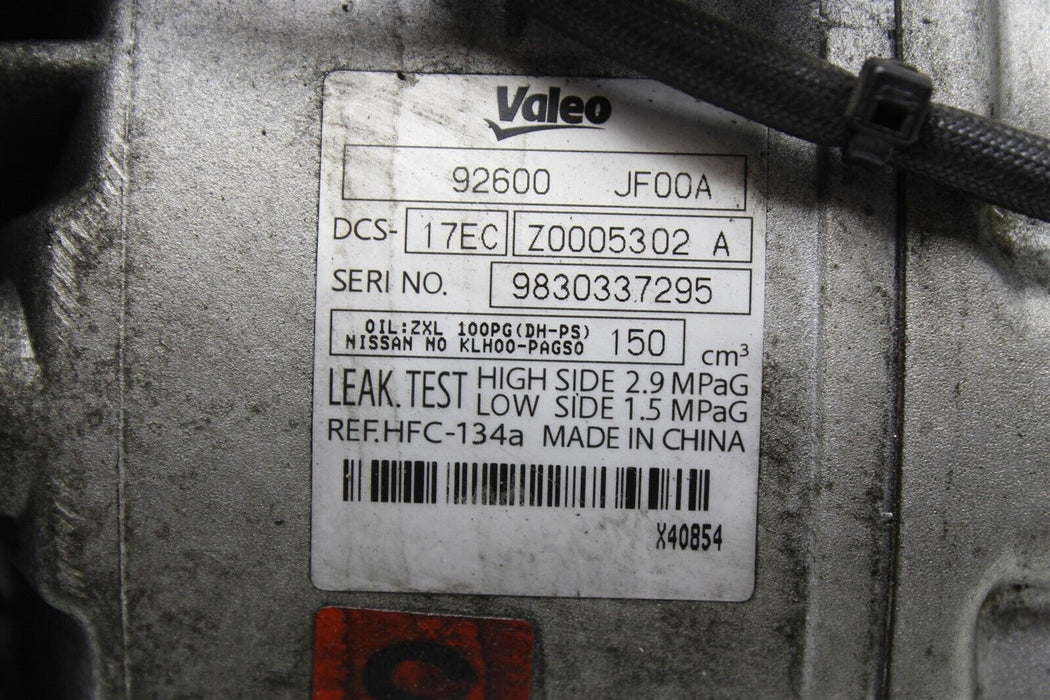 Valeo
92600 JF00A
DCS- 17EC Z0005302 A
SERI NO. 9830337295
OIL:ZXL 100PG(DH-PS)
NISSAN NO KLH00-PAGS0 150 cm³
LEAK.TEST HIGH SIDE 2.9 MPaG
LOW SIDE 1.5 MPaG
REF.HFC-134a MADE IN CHINA
X40854